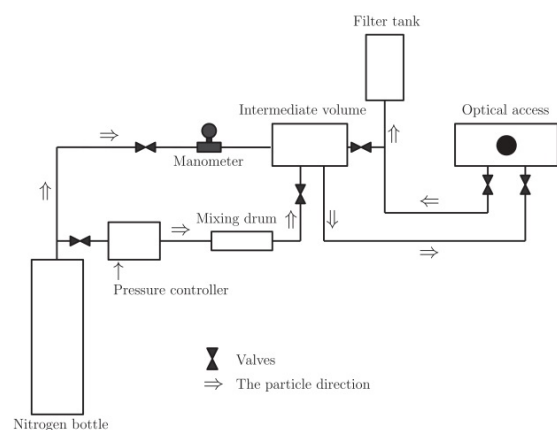 Filter tank
Intermediate volume
Optical access
Manometer
Mixing drum
Pressure controller
Valves
The particle direction
Nitrogen bottle